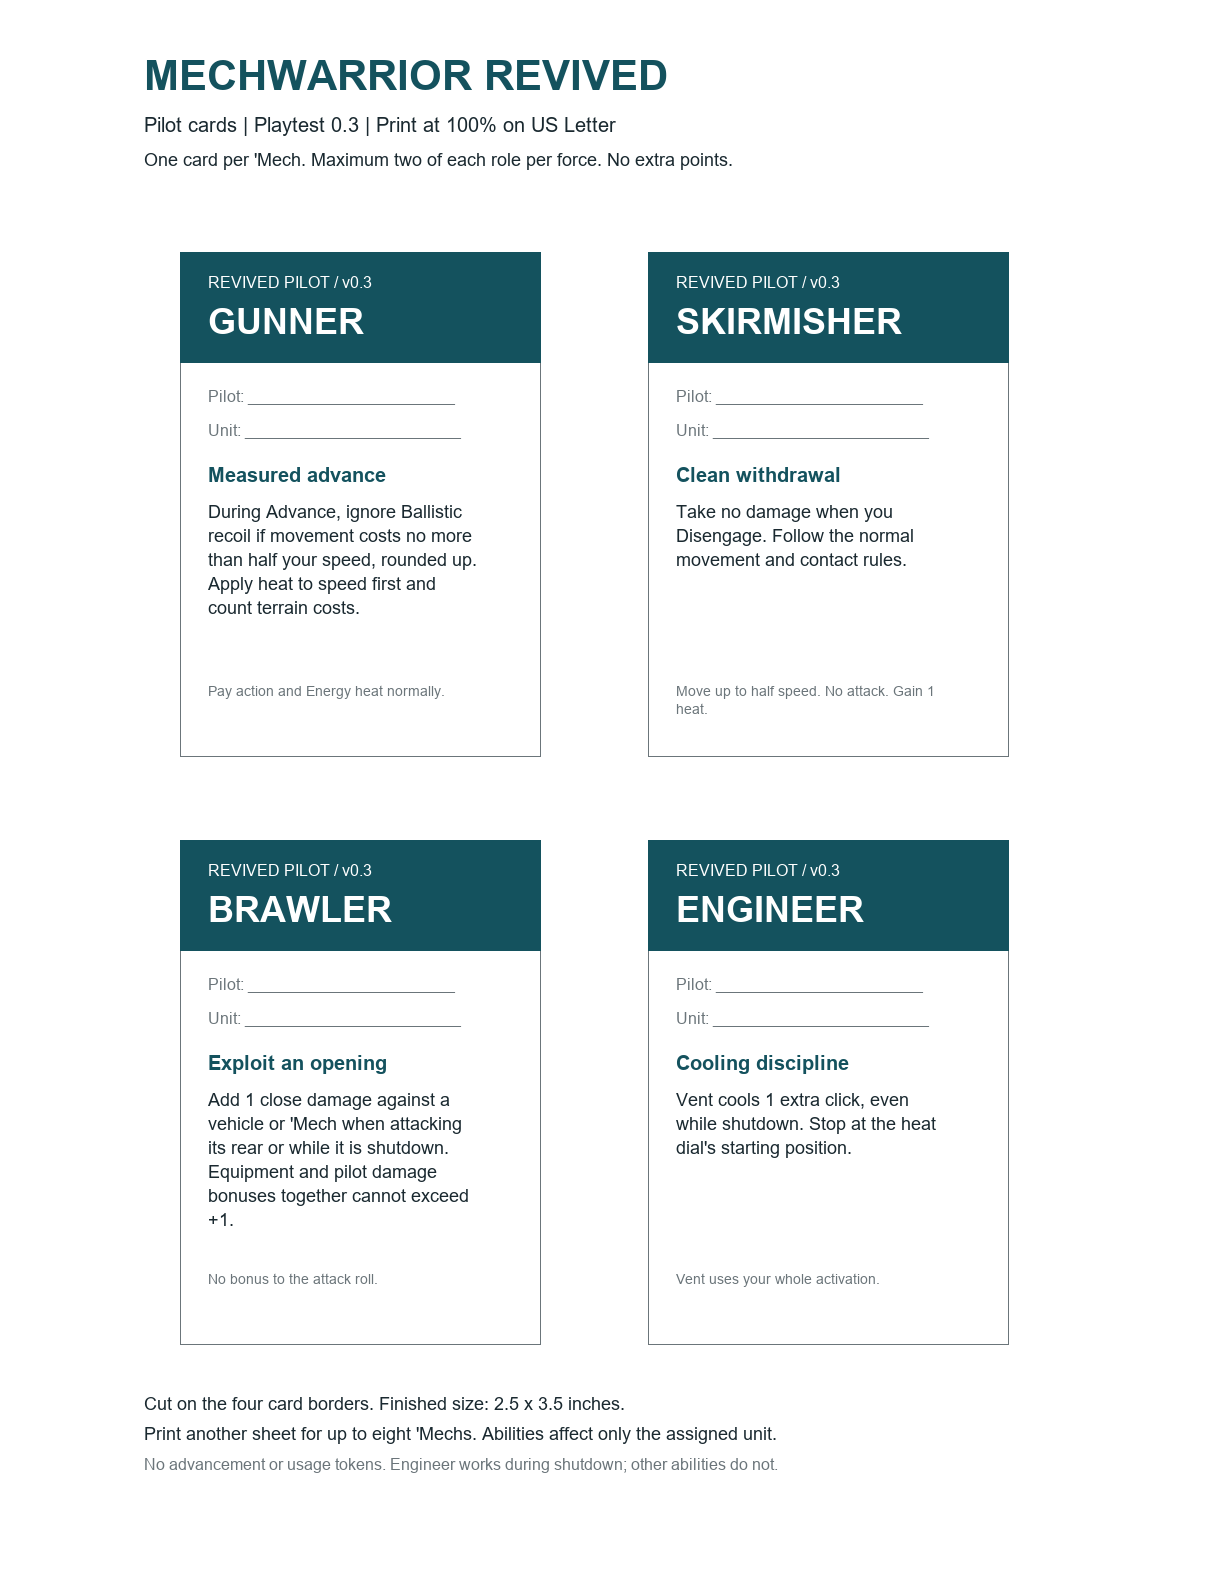 MECHWARRIOR REVIVED
Pilot cards | Playtest 0.3 | Print at 100% on US Letter
One card per 'Mech. Maximum two of each role per force. No extra points.
REVIVED PILOT / v0.3
GUNNER
Pilot: _______________________
Unit: ________________________
Measured advance
During Advance, ignore Ballistic
recoil if movement costs no more
than half your speed, rounded up.
Apply heat to speed first and
count terrain costs.
Pay action and Energy heat normally.
REVIVED PILOT / v0.3
SKIRMISHER
Pilot: _______________________
Unit: ________________________
Clean withdrawal
Take no damage when you
Disengage. Follow the normal
movement and contact rules.
Move up to half speed. No attack. Gain 1
heat.
REVIVED PILOT / v0.3
BRAWLER
Pilot: _______________________
Unit: ________________________
Exploit an opening
Add 1 close damage against a
vehicle or 'Mech when attacking
its rear or while it is shutdown.
Equipment and pilot damage
bonuses together cannot exceed
+1.
No bonus to the attack roll.
REVIVED PILOT / v0.3
ENGINEER
Pilot: _______________________
Unit: ________________________
Cooling discipline
Vent cools 1 extra click, even
while shutdown. Stop at the heat
dial's starting position.
Vent uses your whole activation.
Cut on the four card borders. Finished size: 2.5 x 3.5 inches.
Print another sheet for up to eight 'Mechs. Abilities affect only the assigned unit.
No advancement or usage tokens. Engineer works during shutdown; other abilities do not.